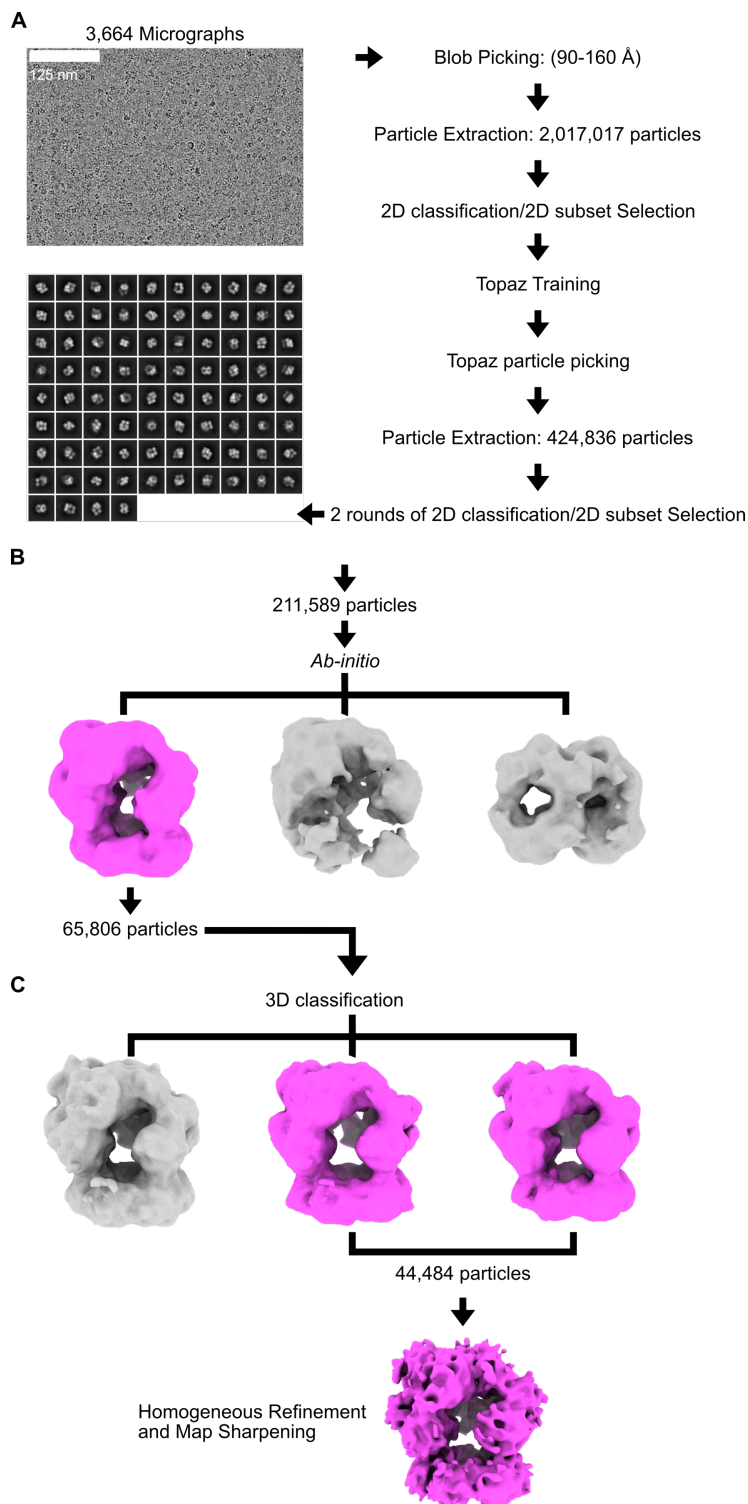 A
3,664 Micrographs
125 nm
Blob Picking: (90-160 Å)
Particle Extraction: 2,017,017 particles
2D classification/2D subset Selection
Topaz Training
Topaz particle picking
Particle Extraction: 424,836 particles
2 rounds of 2D classification/2D subset Selection
B
211,589 particles
Ab-initio
65,806 particles
C
3D classification
44,484 particles
Homogeneous Refinement
and Map Sharpening